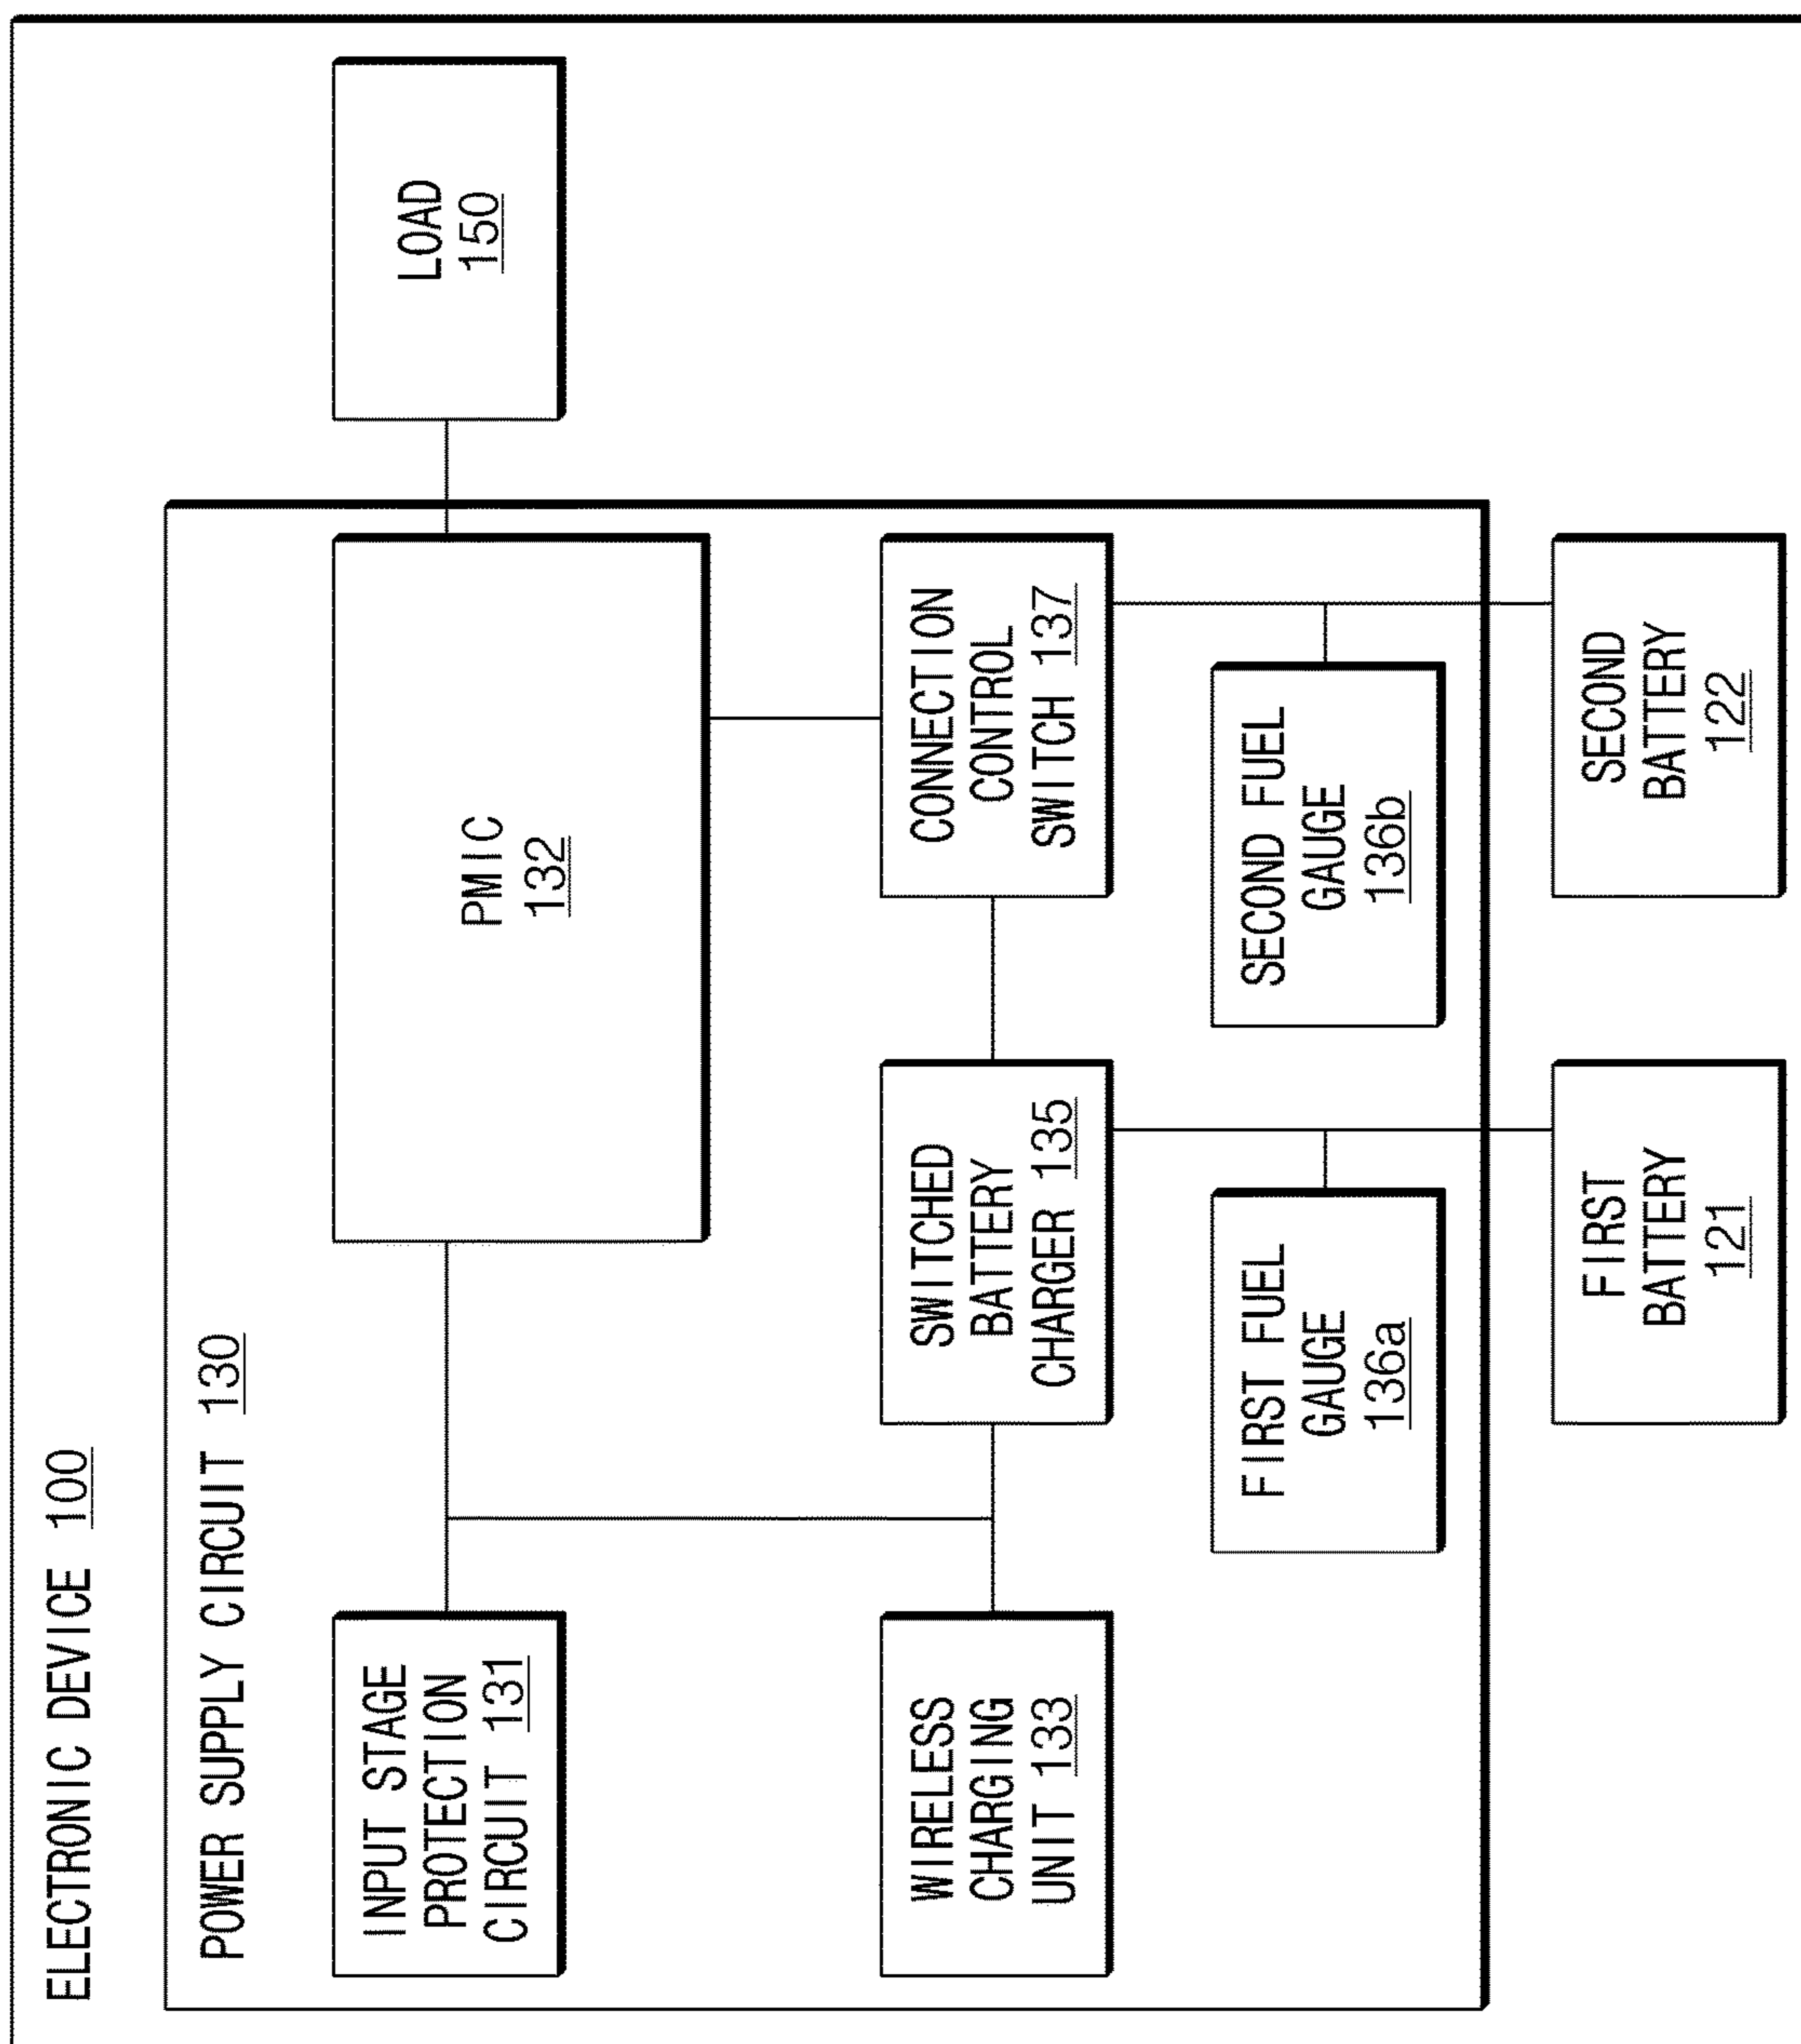 ELECTRONIC DEVICE 100
POWER SUPPLY CIRCUIT 130
INPUT STAGE
PROTECTION
CIRCUIT 131
PMIC
132
LOAD
150
WIRELESS
CHARGING
UNIT 133
SWITCHED
BATTERY
CHARGER 135
CONNECTION
CONTROL
SWITCH 137
FIRST FUEL
GAUGE
136a
SECOND FUEL
GAUGE
136b
FIRST
BATTERY
121
SECOND
BATTERY
122